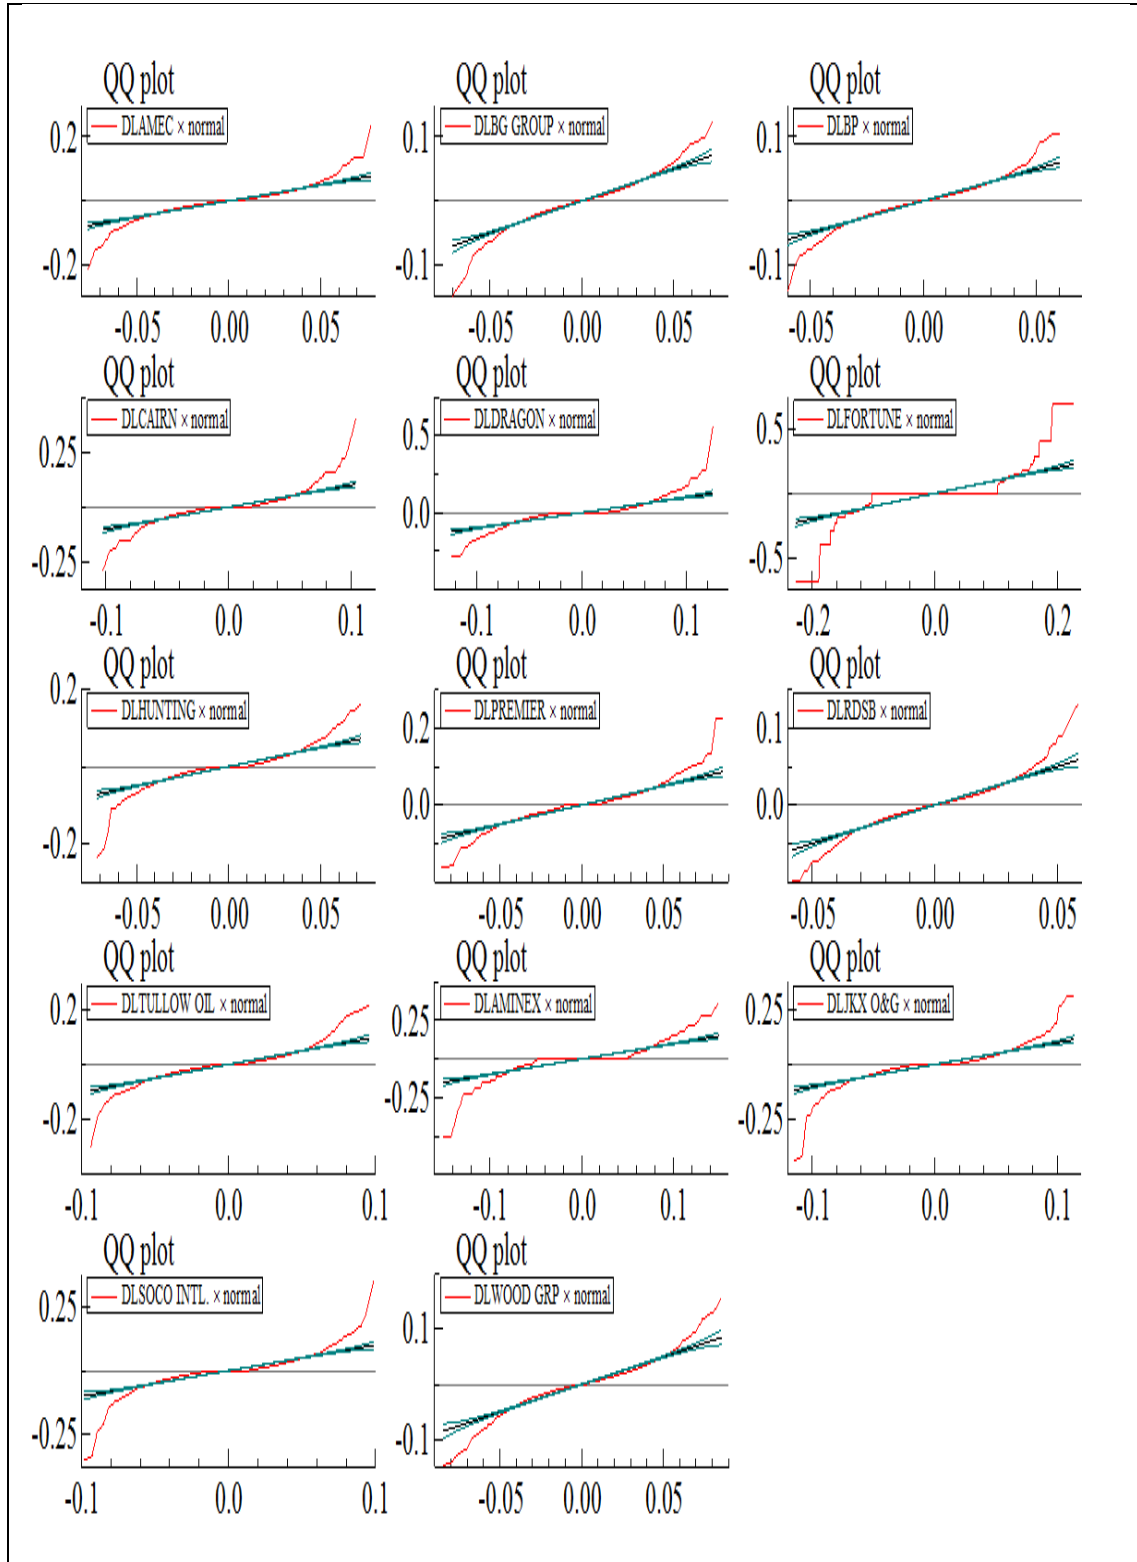 QQ plot QQ plot QQ plot
DLAMEC × normal DLBG GROUP × normal DLBP × normal
0.2 0.1 0.1
-0.2 -0.1 -0.1
-0.05 0.00 0.05 -0.05 0.00 0.05 0.00 0.05
QQ plot QQ plot QQ plot
DLCAIRN × normal DLDRAGON × normal DLFORTUNE × normal
0.25 0.5 0.5
0.0
-0.25 -0.5
-0.1 0.0 0.1 -0.1 0.0 0.1 -0.2 0.0 0.2
QQ plot QQ plot QQ plot
DLHUNTING × normal DLPREMIER × normal DLRDSB × normal
0.2 0.2 0.1
0.0 0.0
-0.2
-0.05 0.00 0.05 -0.05 0.00 0.05 -0.05 0.00 0.05
QQ plot QQ plot QQ plot
DLTULLOW OIL × normal DLAMINEX × normal DLJKX O&G × normal
0.2 0.25 0.25
-0.2 -0.25 -0.25
-0.1 0.0 0.1 -0.1 0.0 0.1 -0.1 0.0 0.1
QQ plot QQ plot
DLSOCO INTL. × normal DLWOOD GRP × normal
0.25 0.1
-0.25 -0.1
-0.1 0.0 0.1 -0.05 0.00 0.05